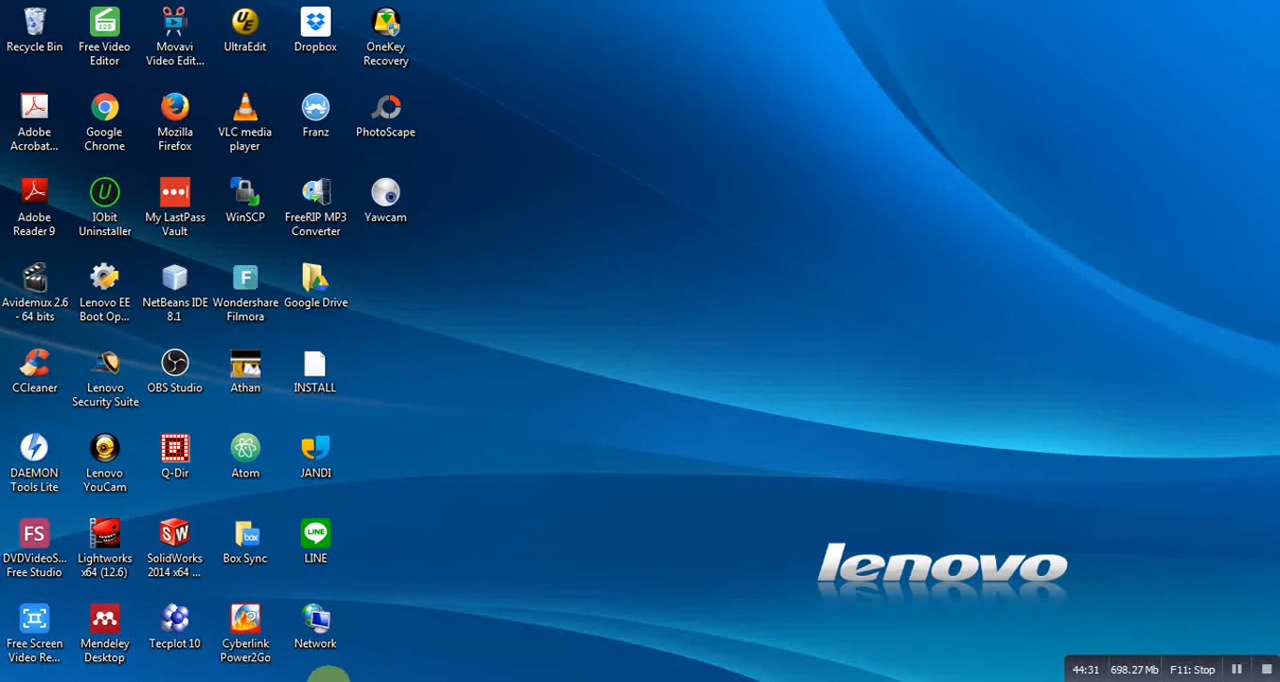 Recycle Bin
Free Video
Editor
Movavi
Video Edit...
UltraEdit
Dropbox
OneKey
Recovery
Adobe
Acrobat...
Google
Chrome
Mozilla
Firefox
VLC media
player
Franz
PhotoScape
Adobe
Reader 9
IObit
Uninstaller
My LastPass
Vault
WinSCP
FreeRIP MP3
Converter
Yawcam
Avidemux 2.6
- 64 bits
Lenovo EE
Boot Op...
NetBeans IDE
8.1
Wondershare
Filmora
Google Drive
CCleaner
Lenovo
Security Suite
OBS Studio
Athan
INSTALL
DAEMON
Tools Lite
Lenovo
YouCam
Q-Dir
Atom
JANDI
FS
DVDVideoS...
Free Studio
Lightworks
x64 (12.6)
SW
SolidWorks
2014 x64 ...
box
Box Sync
LINE
LINE
lenovo
Free Screen
Video Re...
Mendeley
Desktop
Tecplot 10
Cyberlink
Power2Go
Network
44:31 698.27 Mb F11: Stop